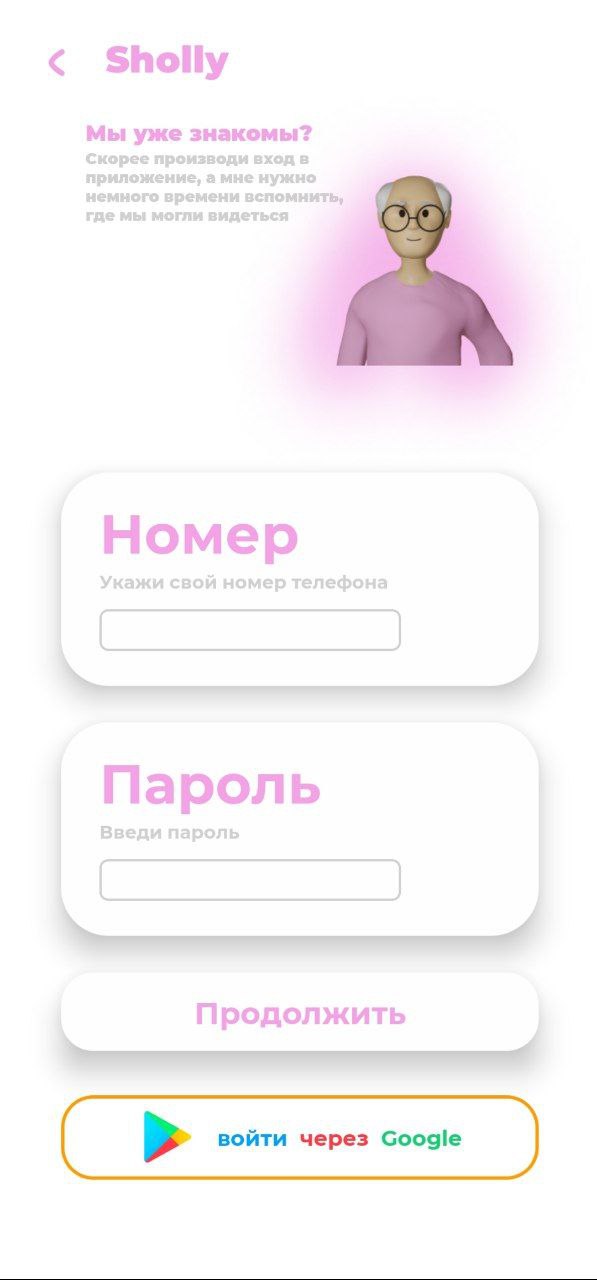 Sholly
Мы уже знакомы?
Скорее производи вход в
приложение, а мне нужно
немного времени вспомнить,
где мы могли видеться
Номер
Укажи свой номер телефона
Пароль
Введи пароль
Продолжить
войти через Google